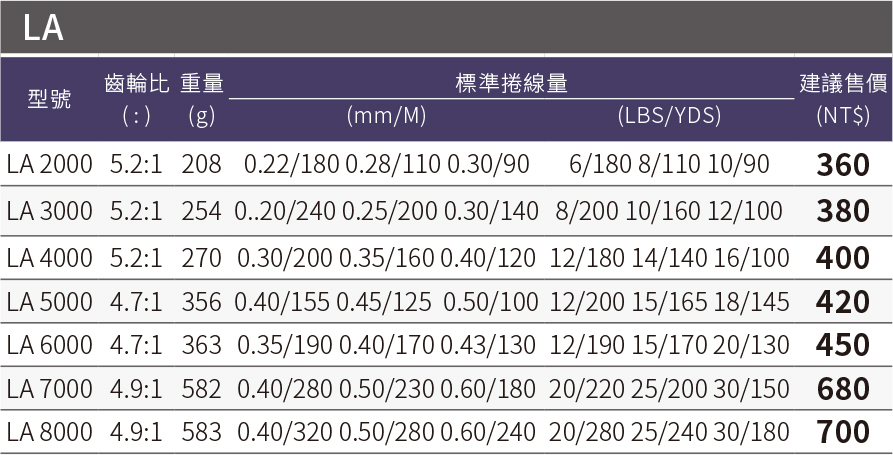 LA
型號 齒輪比 重量 標準捲線量 建議售價
( : ) (g) (mm/M) (LBS/YDS) (NT$)
LA 2000 5.2:1 208 0.22/180 0.28/110 0.30/90 6/180 8/110 10/90 360
LA 3000 5.2:1 254 0..20/240 0.25/200 0.30/140 8/200 10/160 12/100 380
LA 4000 5.2:1 270 0.30/200 0.35/160 0.40/120 12/180 14/140 16/100 400
LA 5000 4.7:1 356 0.40/155 0.45/125 0.50/100 12/200 15/165 18/145 420
LA 6000 4.7:1 363 0.35/190 0.40/170 0.43/130 12/190 15/170 20/130 450
LA 7000 4.9:1 582 0.40/280 0.50/230 0.60/180 20/220 25/200 30/150 680
LA 8000 4.9:1 583 0.40/320 0.50/280 0.60/240 20/280 25/240 30/180 700